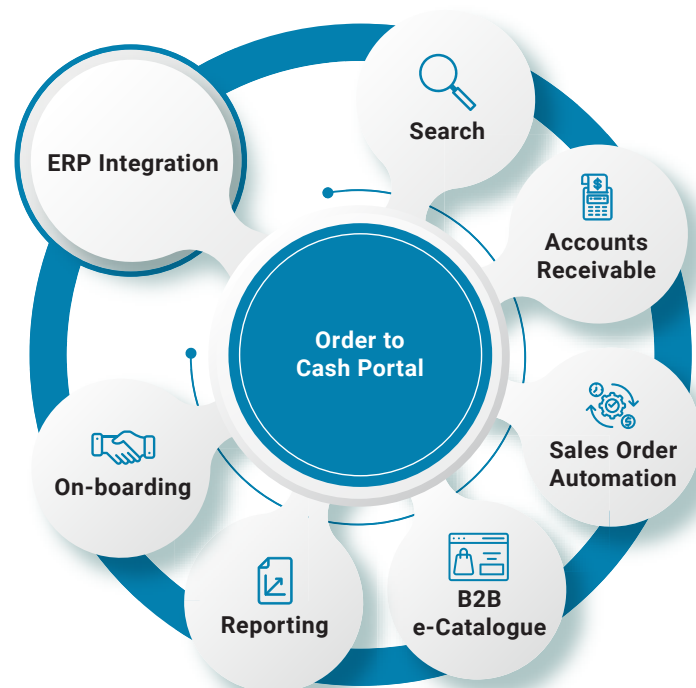 ERP Integration
Search
Accounts
Receivable
Order to
Cash Portal
Sales Order
Automation
On-boarding
Reporting
B2B
e-Catalogue